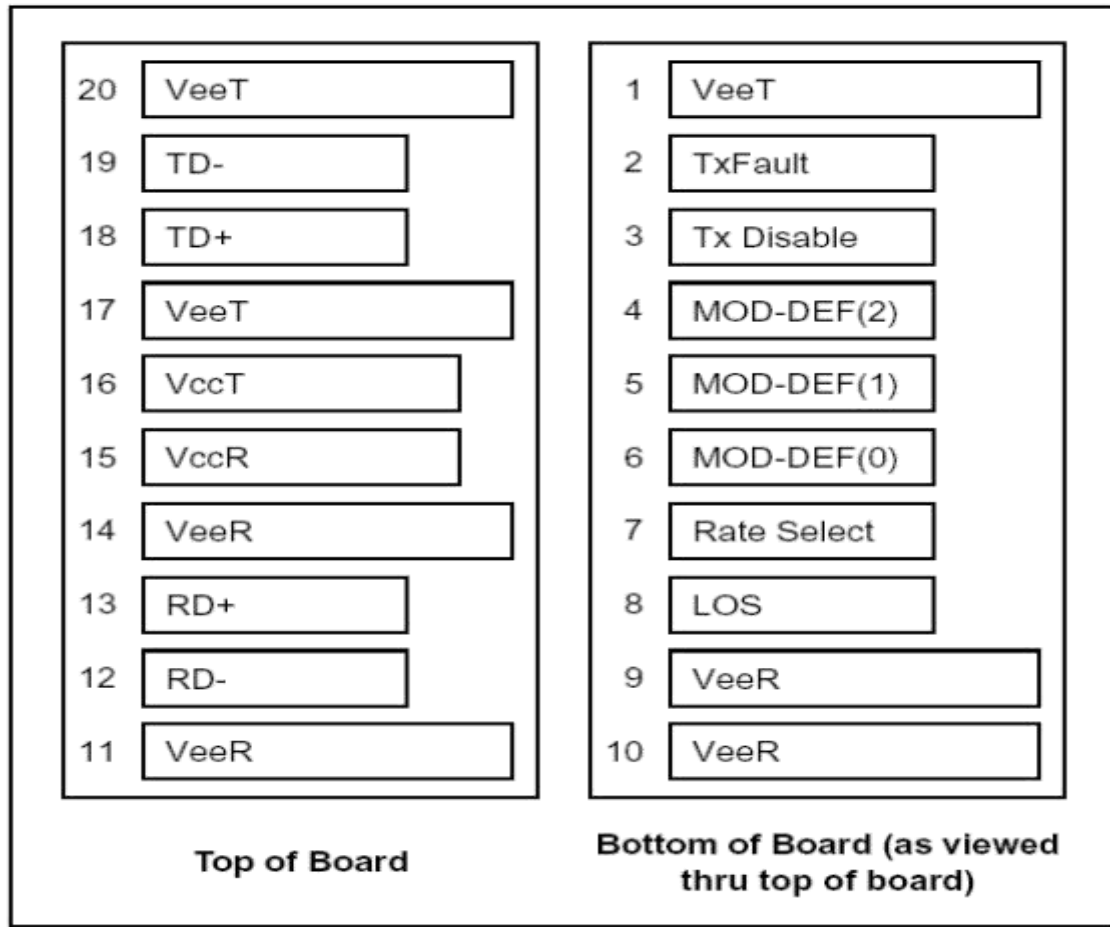 20 VeeT
19 TD-
18 TD+
17 VeeT
16 VccT
15 VccR
14 VeeR
13 RD+
12 RD-
11 VeeR
Top of Board
1 VeeT
2 TxFault
3 Tx Disable
4 MOD-DEF(2)
5 MOD-DEF(1)
6 MOD-DEF(0)
7 Rate Select
8 LOS
9 VeeR
10 VeeR
Bottom of Board (as viewed
thru top of board)